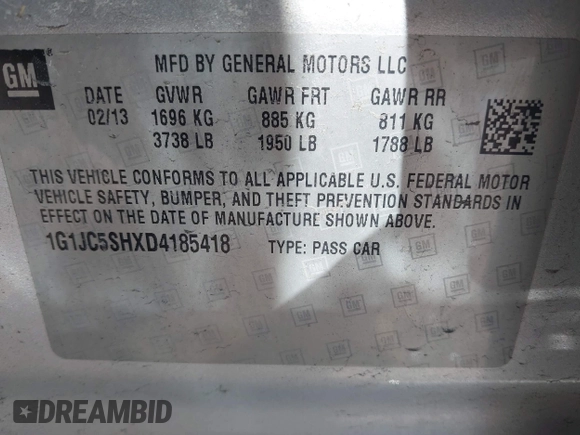 GM
MFD BY GENERAL MOTORS LLC
DATE GVWR GAWR FRT GAWR RR
02/13 1696 KG 885 KG 811 KG
3738 LB 1950 LB 1788 LB
THIS VEHICLE CONFORMS TO ALL APPLICABLE U.S. FEDERAL MOTOR
VEHICLE SAFETY, BUMPER, AND THEFT PREVENTION STANDARDS IN
EFFECT ON THE DATE OF MANUFACTURE SHOWN ABOVE.
1G1JC5SHXD4185418 TYPE: PASS CAR
DREAMBID